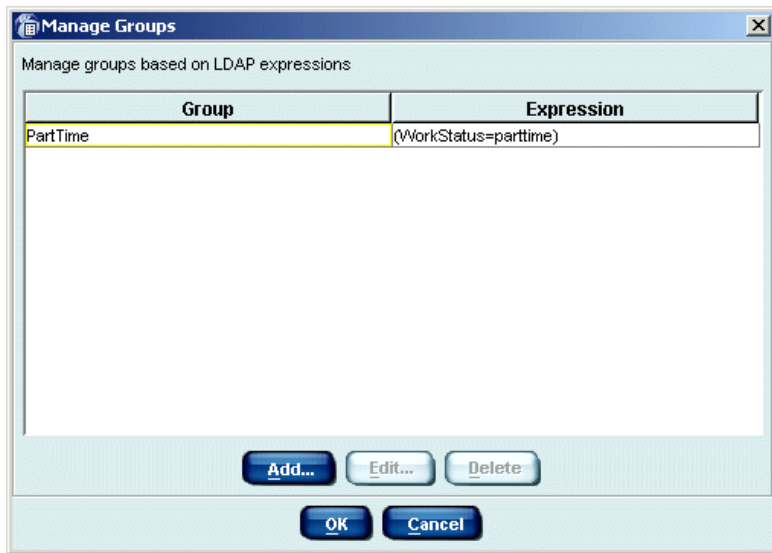 Manage Groups
Manage groups based on LDAP expressions
Group Expression
PartTime (WorkStatus=parttime)
Add... Edit... Delete
OK Cancel